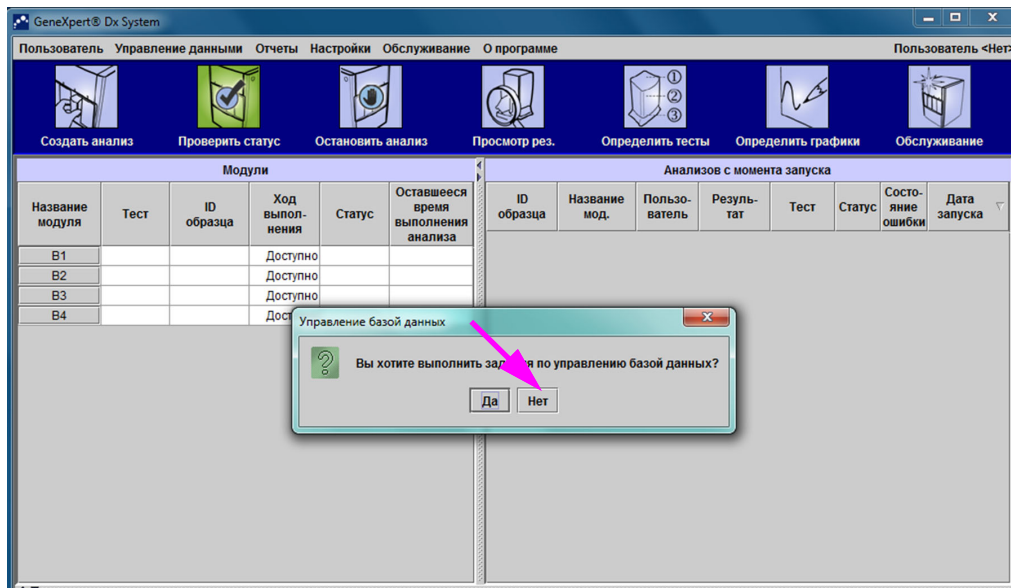 GeneXpert® Dx System
Пользователь Управление данными Отчеты Настройки Обслуживание О программе Пользователь <Нет>
Создать анализ Проверить статус Остановить анализ Просмотр рез. Определить тесты Определить графики Обслуживание
①
②
③
Модули
Название модуля
Тест
ID образца
Ход выпол-
нения
Статус
Оставшееся
время
выполнения
анализа
B1 Доступно
B2 Доступно
B3 Доступно
B4 Дост
Анализов с момента запуска
ID образца
Название мод.
Пользо-
ватель
Резуль-
тат
Тест
Статус
Состо-
яние
ошибки
Дата запуска
Управление базой данных
Вы хотите выполнить по управлению базой данных?
Да Нет